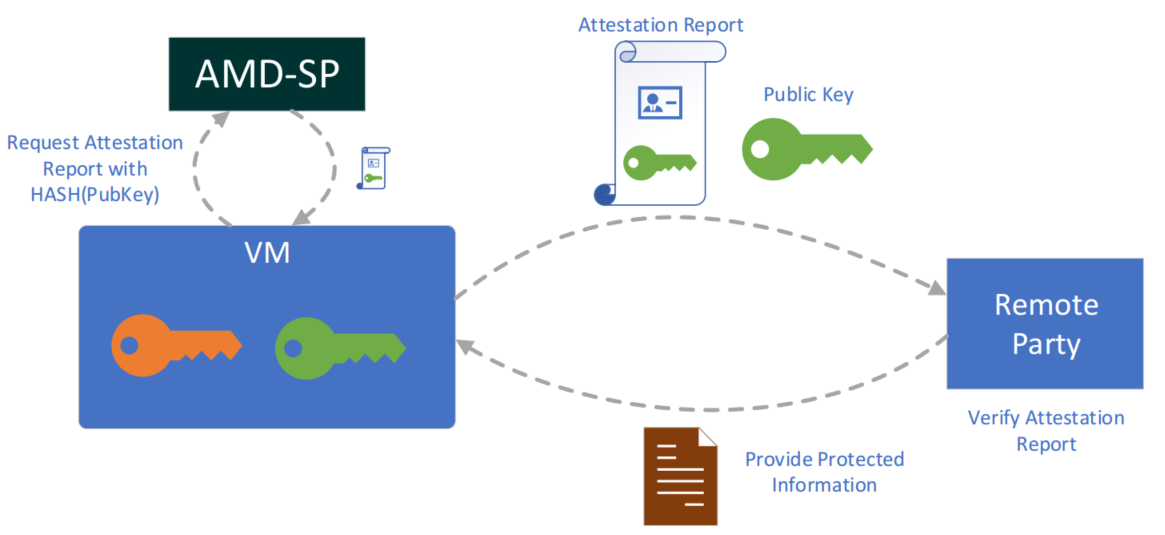 AMD-SP
Request Attestation
Report with
HASH(PubKey)
VM
Attestation Report
Public Key
Remote
Party
Verify Attestation
Report
Provide Protected
Information